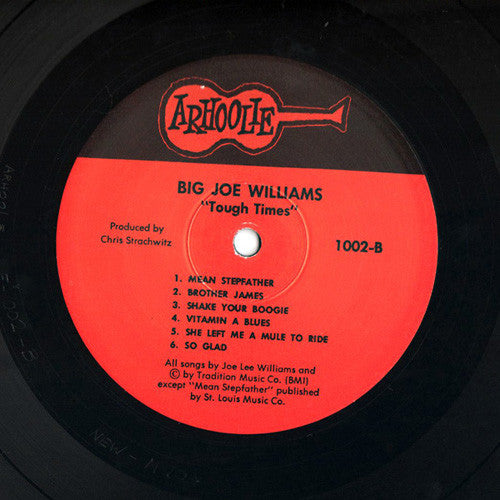 ARHOOLIE
BIG JOE WILLIAMS
"Tough Times"
Produced by
Chris Strachwitz
1002-B
1. MEAN STEPFATHER
2. BROTHER JAMES
3. SHAKE YOUR BOOGIE
4. VITAMIN A BLUES
5. SHE LEFT ME A MULE TO RIDE
6. SO GLAD
All songs by Joe Lee Williams and
© by Tradition Music Co. (BMI)
except "Mean Stepfather" published
by St. Louis Music Co.